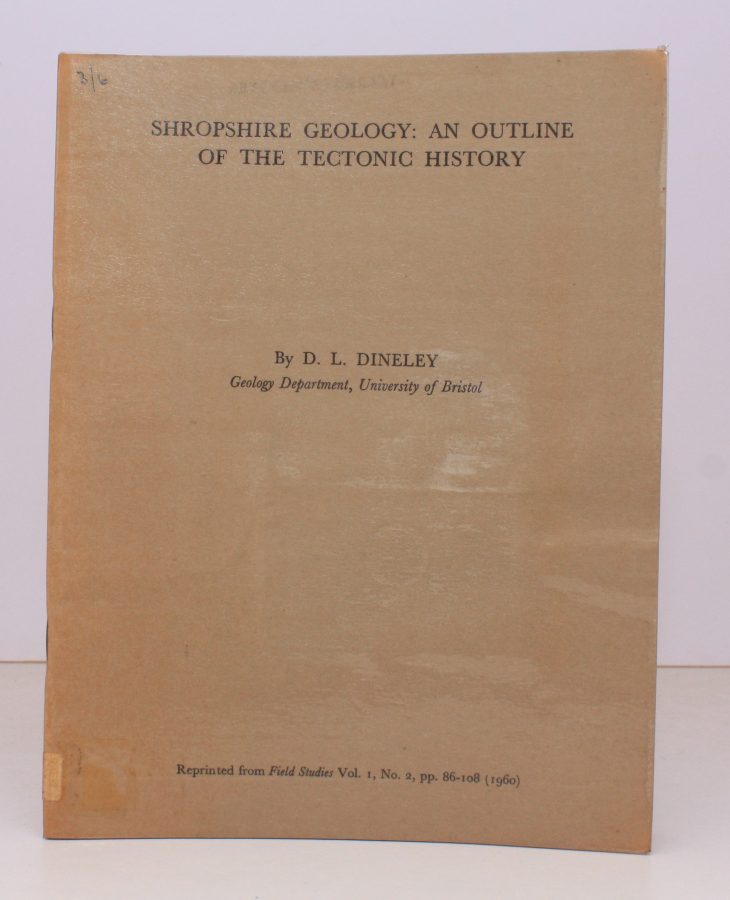 3/6
SHROPSHIRE GEOLOGY: AN OUTLINE
OF THE TECTONIC HISTORY
By D. L. DINELEY
Geology Department, University of Bristol
Reprinted from Field Studies Vol. 1, No. 2, pp. 86-108 (1960)